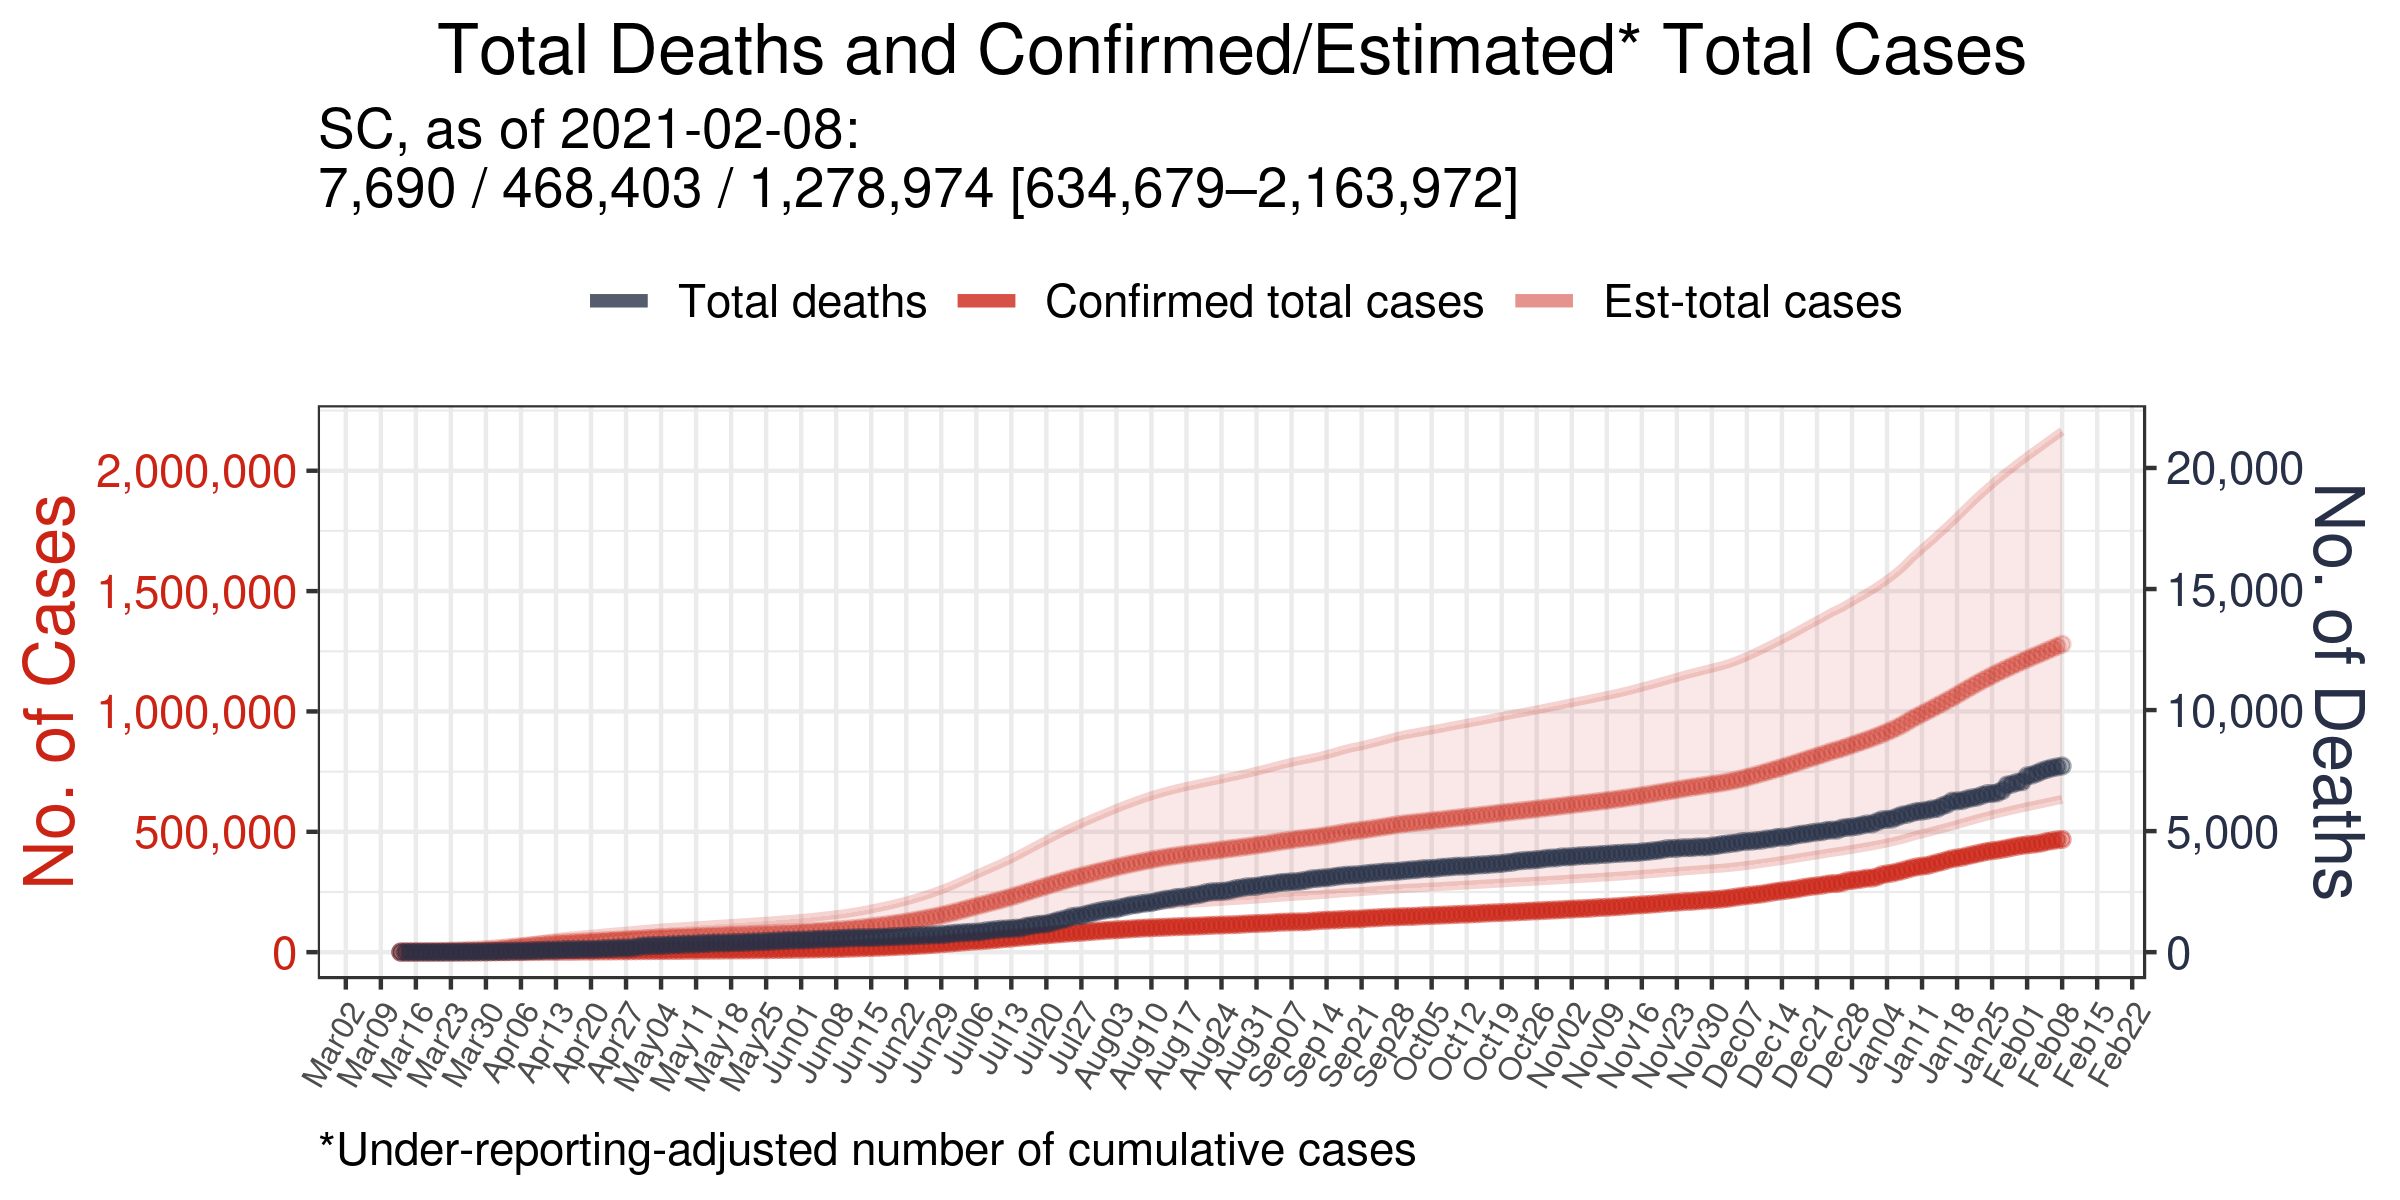 Total Deaths and Confirmed/Estimated* Total Cases
SC, as of 2021-02-08:
7,690 / 468,403 / 1,278,974 [634,679–2,163,972]
Total deaths
Confirmed total cases
Est-total cases
No. of Cases
2,000,000
1,500,000
1,000,000
500,000
0
20,000
15,000
10,000
5,000
0
No. of Deaths
Mar02
Mar09
Mar16
Mar23
Mar30
Apr06
Apr13
Apr20
Apr27
May04
May11
May18
May25
Jun01
Jun08
Jun15
Jun22
Jun29
Jul06
Jul13
Jul20
Jul27
Aug03
Aug10
Aug17
Aug24
Aug31
Sep07
Sep14
Sep21
Sep28
Oct05
Oct12
Oct19
Oct26
Nov02
Nov09
Nov16
Nov23
Nov30
Dec07
Dec14
Dec21
Dec28
Jan04
Jan11
Jan18
Jan25
Feb01
Feb08
Feb15
Feb22
*Under-reporting-adjusted number of cumulative cases